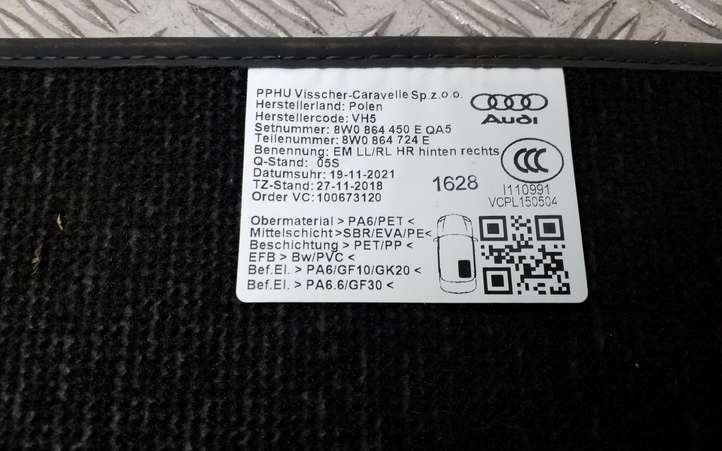 PPHU Visscher-Caravelle Sp.z.o.o.
Herstellerland: Polen
Herstellercode: VH5
Setnummer: 8W0 864 450 E QA5
Teilenummer: 8W0 864 724 E
Benennung: EM LL/RL HR hinten rechts
Q-Stand: 05S
Datumsuhr: 19-11-2021
TZ-Stand: 27-11-2018
Order VC: 100673120
1628
Audi
CCC
I110991
VCPL150504
Obermaterial > PA6/PET <
Mittelschicht >SBR/EVA/PE<
Beschichtung > PET/PP <
EFB > Bw/PVC <
Bef.El. > PA6/GF10/GK20 <
Bef.El. > PA6.6/GF30 <